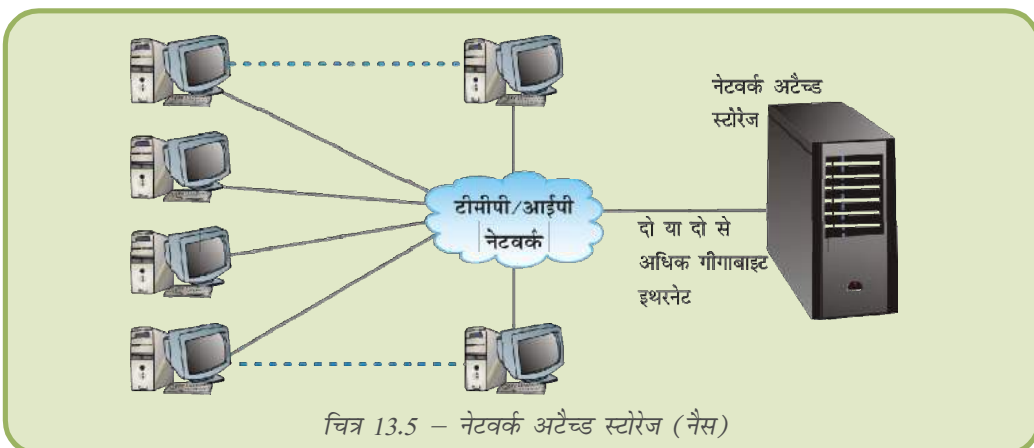 नेटवर्क अटैच्ड
स्टोरेज
टीसीपी/आईपी
नेटवर्क
दो या दो से
अधिक गीगाबाइट
इथरनेट
चित्र 13.5 – नेटवर्क अटैच्ड स्टोरेज (नैस)